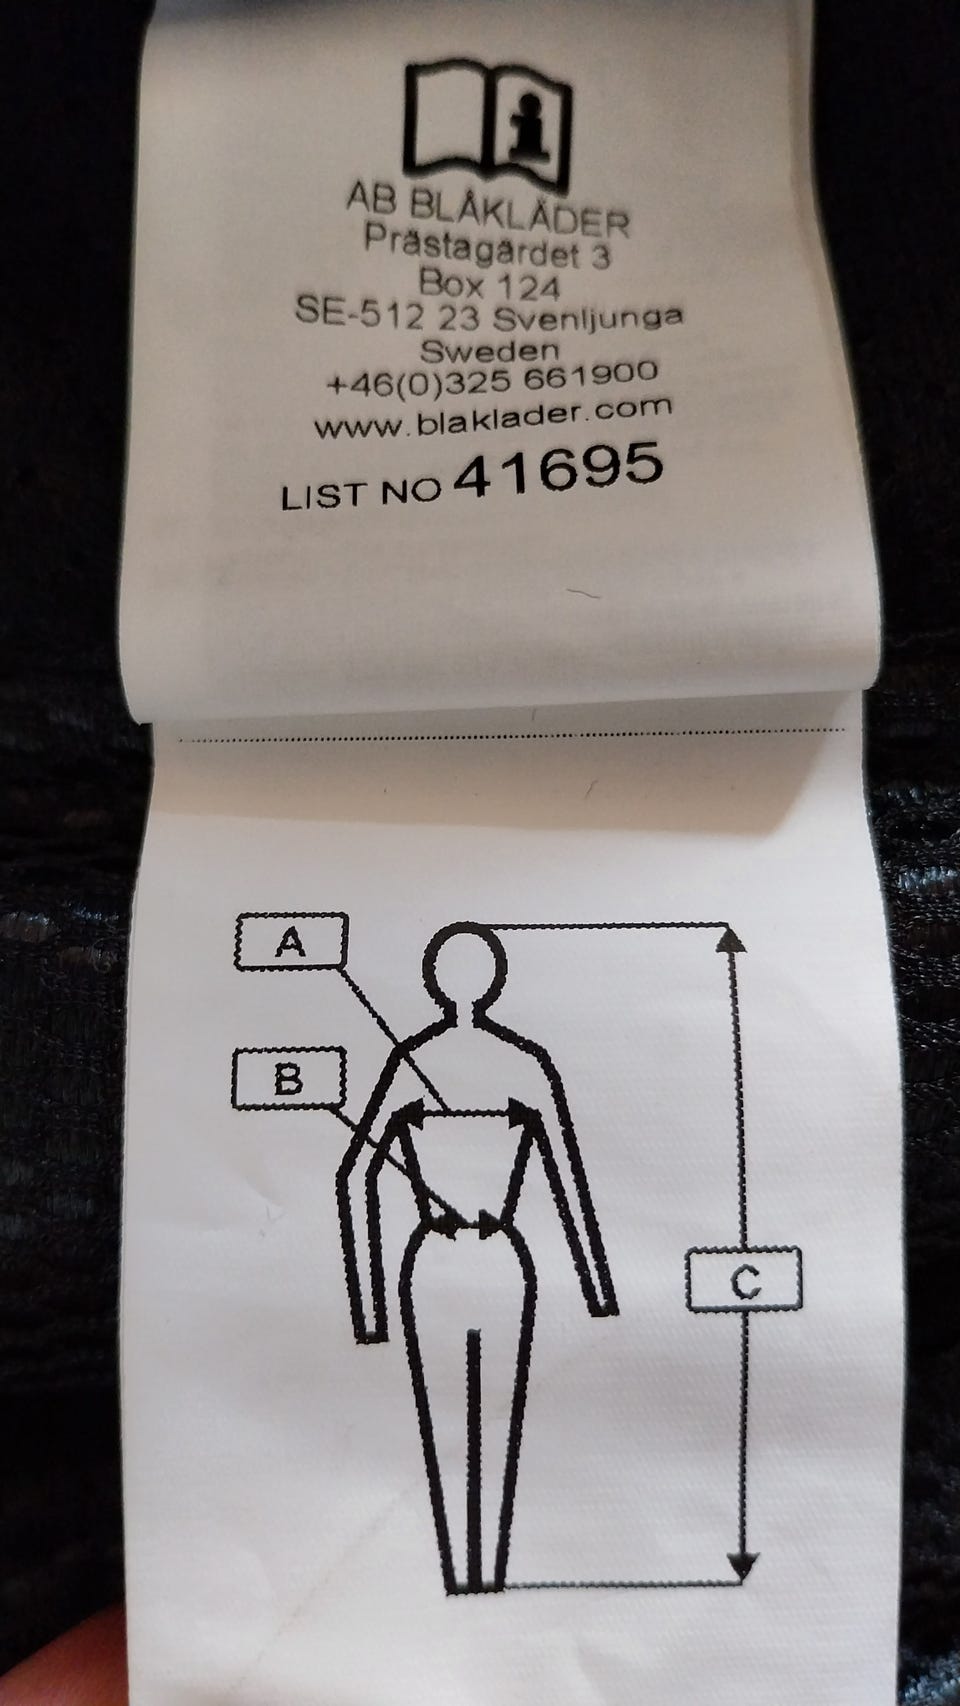 AB BLÅKLÄDER
Prästagärdet 3
Box 124
SE-512 23 Svenljunga
Sweden
+46(0)325 661900
www.blaklader.com
LIST NO 41695
A
B
C